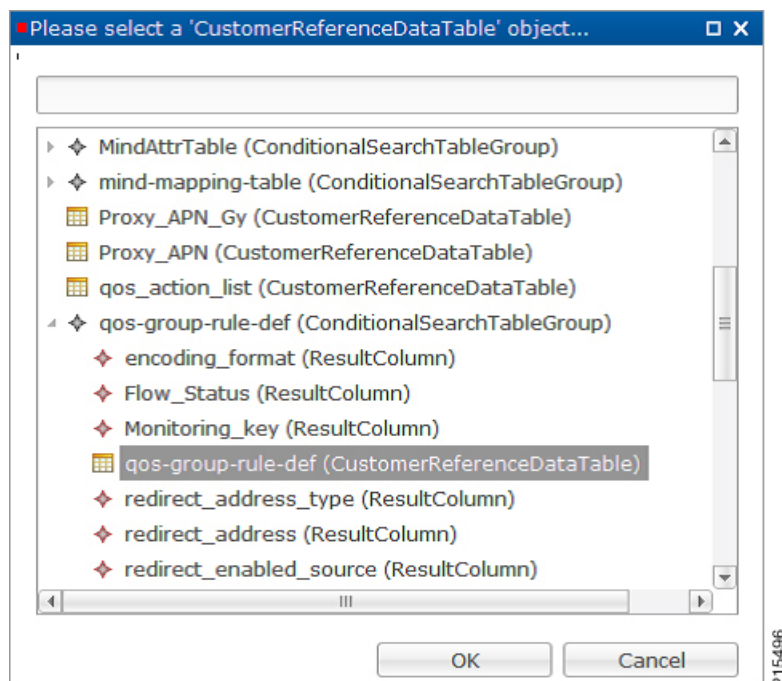 Please select a 'CustomerReferenceDataTable' object...
MindAttrTable (ConditionalSearchTableGroup)
mind-mapping-table (ConditionalSearchTableGroup)
Proxy_APN_Gy (CustomerReferenceDataTable)
Proxy_APN (CustomerReferenceDataTable)
qos_action_list (CustomerReferenceDataTable)
qos-group-rule-def (ConditionalSearchTableGroup)
encoding_format (ResultColumn)
Flow_Status (ResultColumn)
Monitoring_key (ResultColumn)
qos-group-rule-def (CustomerReferenceDataTable)
redirect_address_type (ResultColumn)
redirect_address (ResultColumn)
redirect_enabled_source (ResultColumn)
OK Cancel